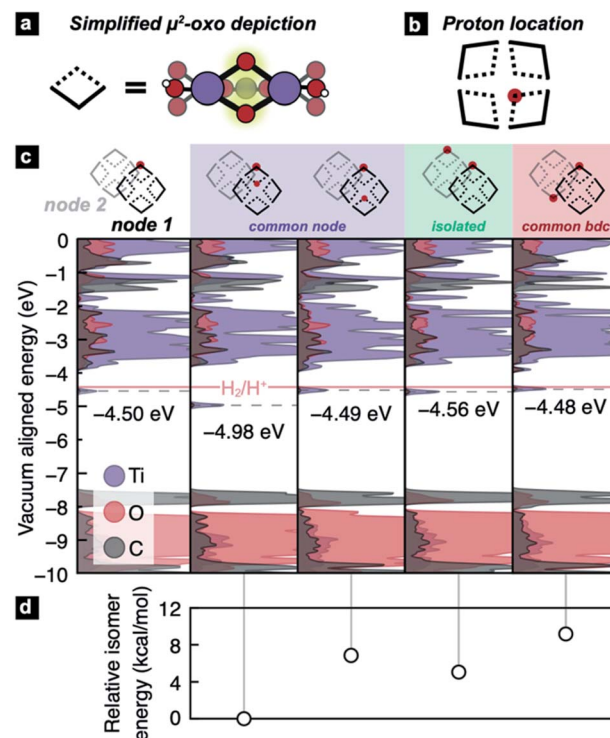 a Simplified μ²-oxo depiction
=
b Proton location
c
node 2
node 1
common node
isolated
common bdc
Vacuum aligned energy (eV)
0
−1
−2
−3
−4
−5
−6
−7
−8
−9
−10
H₂/H⁺
−4.50 eV
−4.98 eV
−4.49 eV
−4.56 eV
−4.48 eV
Ti
O
C
d
Relative isomer
energy (kcal/mol)
12
8
4
0